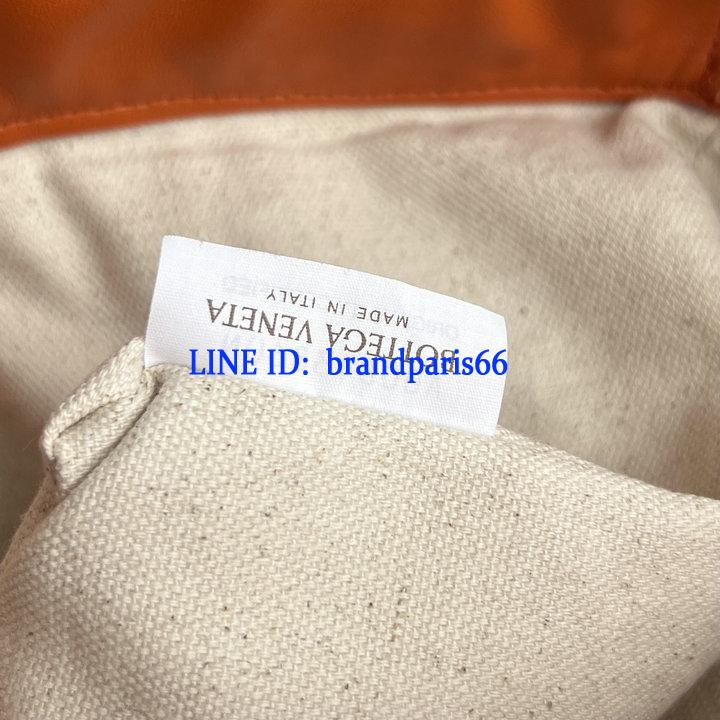 BOTTEGA VENETA
MADE IN ITALY
LINE ID: brandparis66